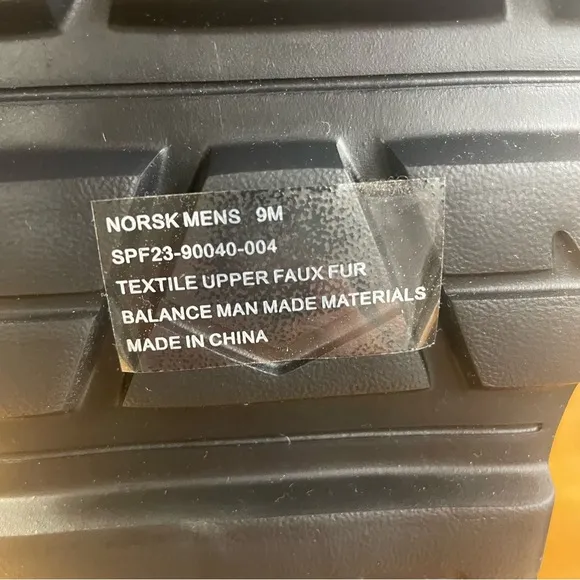 NORSK MENS 9M
SPF23-90040-004
TEXTILE UPPER FAUX FUR
BALANCE MAN MADE MATERIALS
MADE IN CHINA